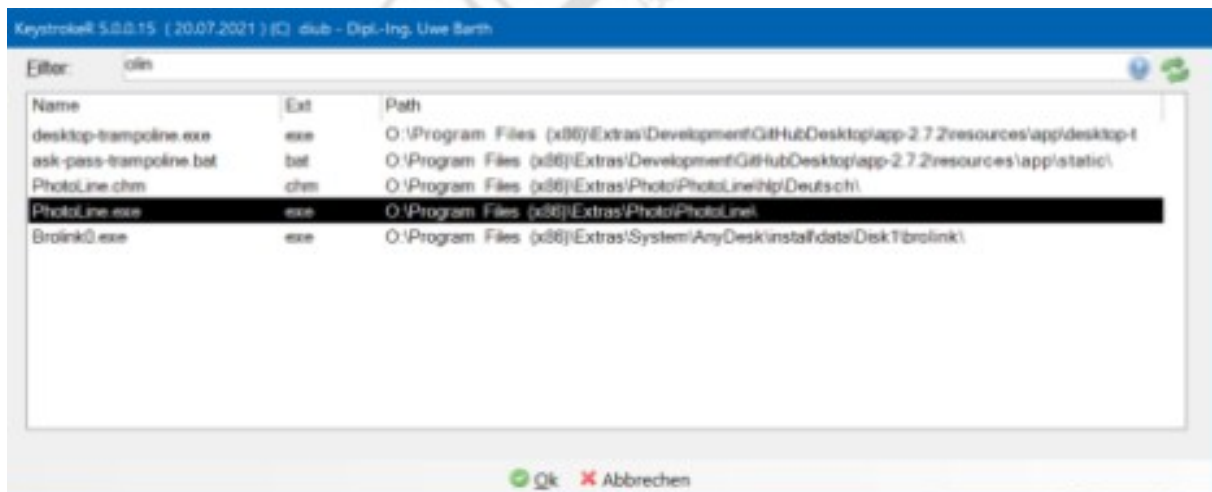 KeystrokeR 5.0.0.15 ( 20.07.2021 ) (C) diub - Dipl.-Ing. Uwe Barth
Filter: olin
Name Ext Path
desktop-trampoline.exe exe O:\Program Files (x86)\Extras\Development\GitHubDesktop\app-2.7.2\resources\app\desktop-t
ask-pass-trampoline.bat bat O:\Program Files (x86)\Extras\Development\GitHubDesktop\app-2.7.2\resources\app\static\
PhotoLine.chm chm O:\Program Files (x86)\Extras\Photo\PhotoLine\hlp\Deutsch\
PhotoLine.exe exe O:\Program Files (x86)\Extras\Photo\PhotoLine\
Brolink0.exe exe O:\Program Files (x86)\Extras\System\AnyDesk\install\data\Disk1\brolink\
Ok Abbrechen